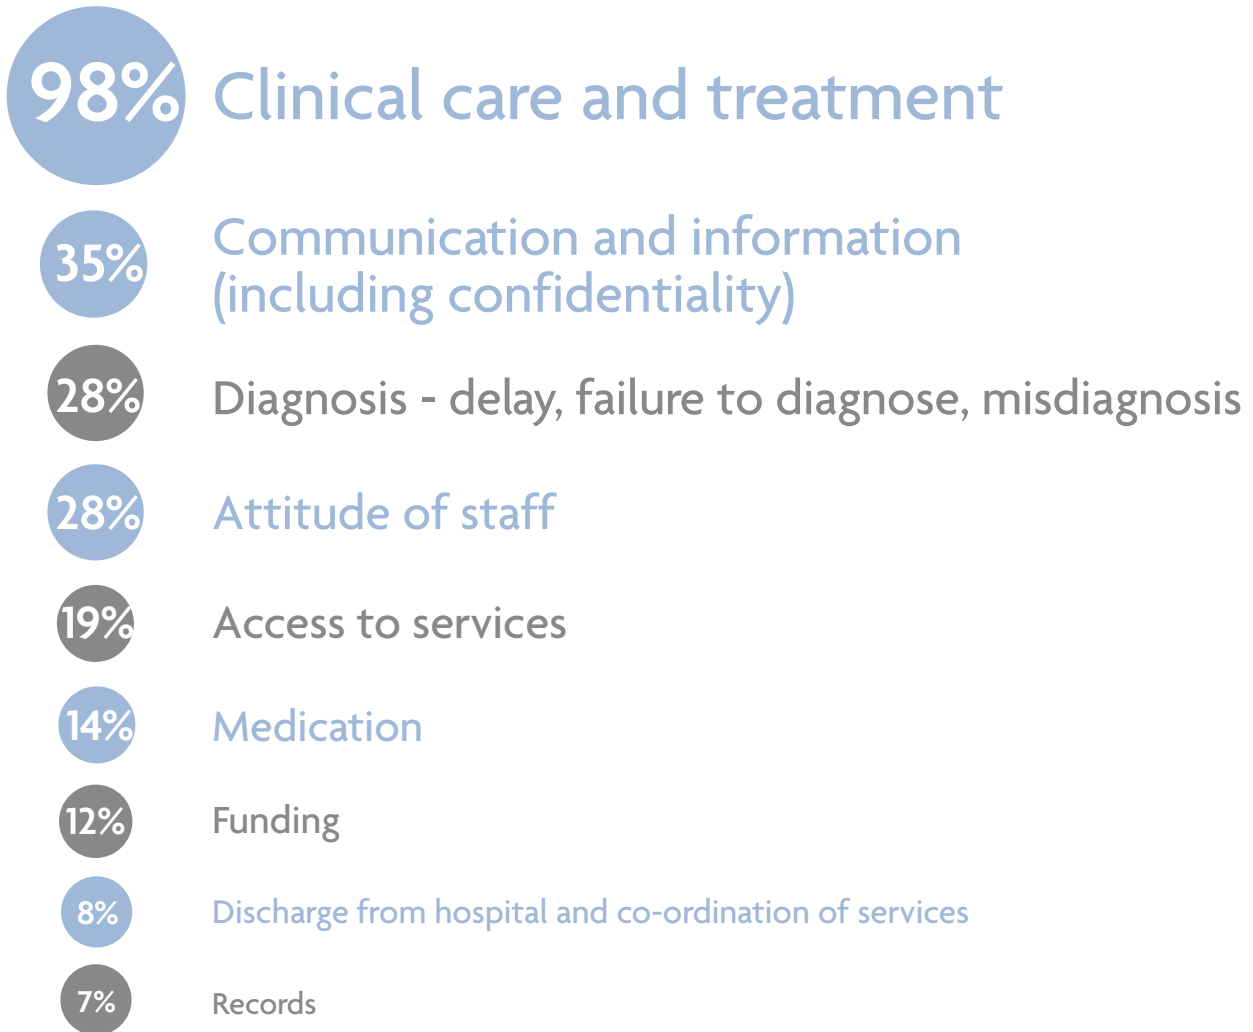 98% Clinical care and treatment
35% Communication and information
(including confidentiality)
28% Diagnosis - delay, failure to diagnose, misdiagnosis
28% Attitude of staff
19% Access to services
14% Medication
12% Funding
8% Discharge from hospital and co-ordination of services
7% Records